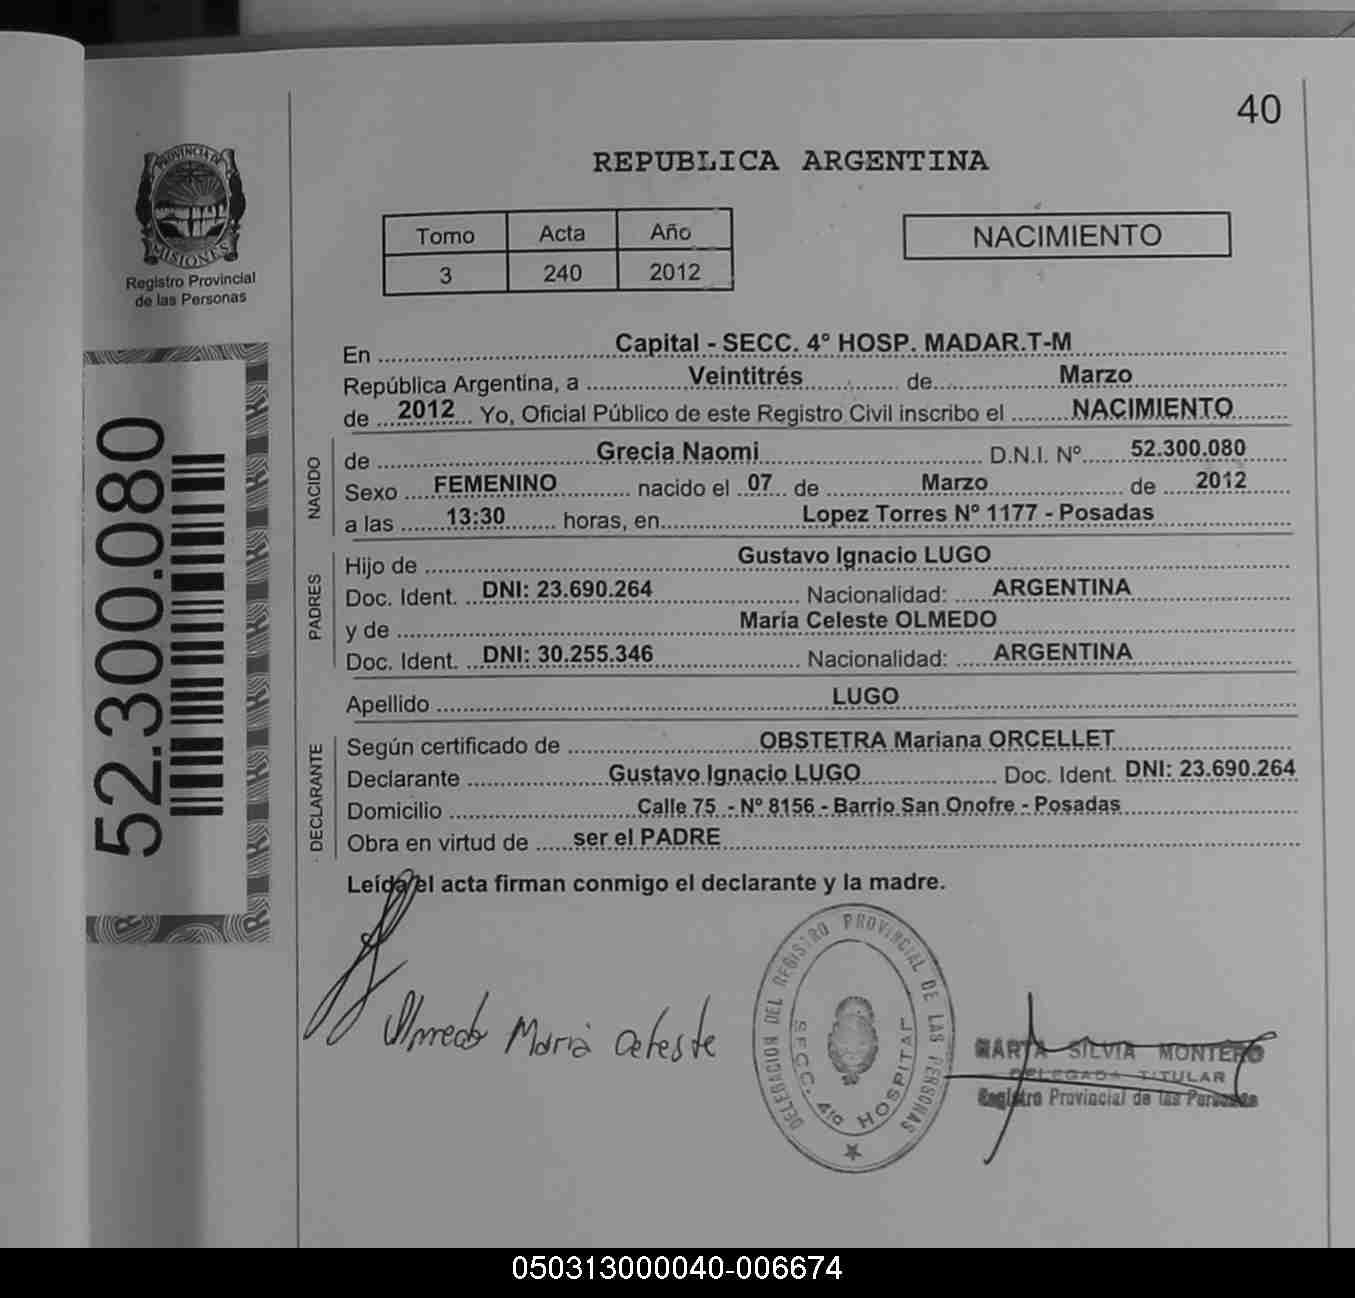 40
PROVINCIA DE
MISIONES
Registro Provincial
de las Personas
REPUBLICA ARGENTINA
Tomo Acta Año
3 240 2012
NACIMIENTO
52.300.080
En Capital - SECC. 4° HOSP. MADAR.T-M
República Argentina, a Veintitrés de Marzo
de 2012 Yo, Oficial Público de este Registro Civil inscribo el NACIMIENTO
NACIDO
de Grecia Naomi D.N.I. Nº 52.300.080
Sexo FEMENINO nacido el 07 de Marzo de 2012
a las 13:30 horas, en Lopez Torres Nº 1177 - Posadas
PADRES
Hijo de Gustavo Ignacio LUGO
Doc. Ident. DNI: 23.690.264 Nacionalidad: ARGENTINA
y de María Celeste OLMEDO
Doc. Ident. DNI: 30.255.346 Nacionalidad: ARGENTINA
Apellido LUGO
DECLARANTE
Según certificado de OBSTETRA Mariana ORCELLET
Declarante Gustavo Ignacio LUGO Doc. Ident. DNI: 23.690.264
Domicilio Calle 75 - Nº 8156 - Barrio San Onofre - Posadas
Obra en virtud de ser el PADRE
Leída el acta firman conmigo el declarante y la madre.
Olmedo Maria Celeste
DELEGACION DEL REGISTRO PROVINCIAL DE LAS PERSONAS
SECC. 4ta HOSPITAL
MARTA SILVIA MONTERO
DELEGADA TITULAR
Registro Provincial de las Personas
050313000040-006674